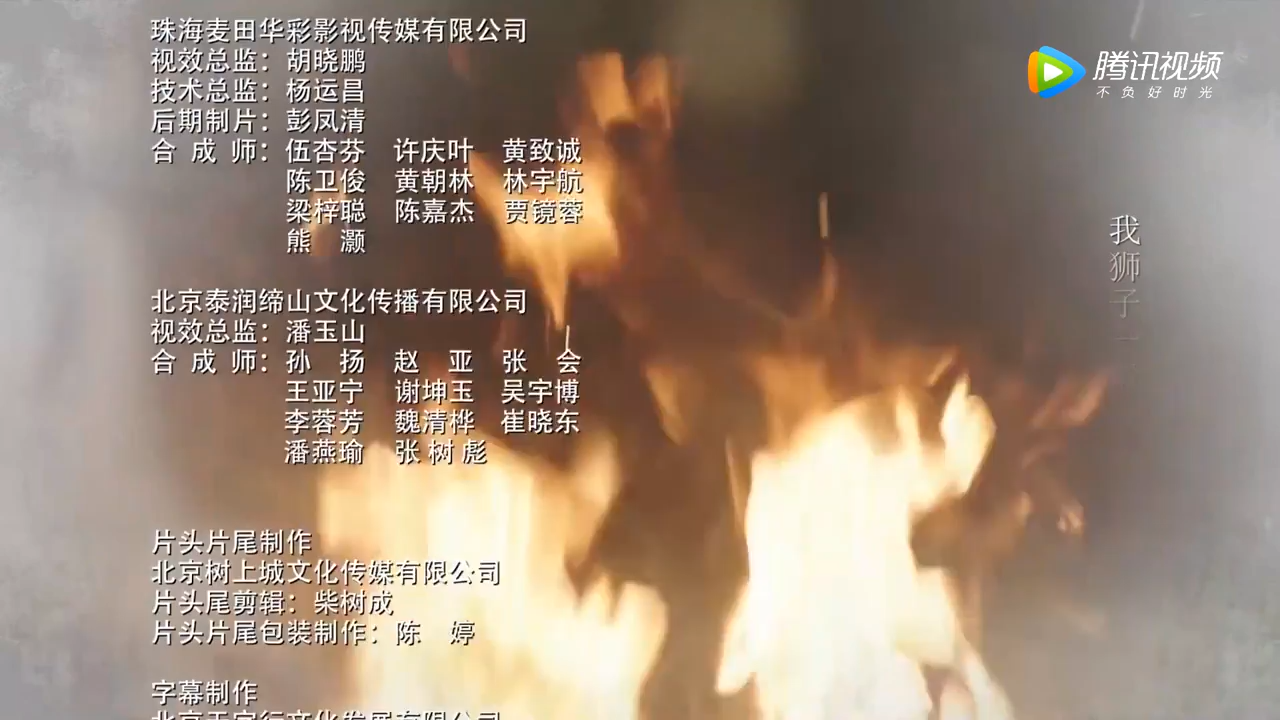 珠海麦田华彩影视传媒有限公司
视效总监：胡晓鹏
技术总监：杨运昌
后期制片：彭凤清
合 成 师：伍杏芬 许庆叶 黄致诚
陈卫俊 黄朝林 林宇航
梁梓聪 陈嘉杰 贾镜蓉
熊 灏
北京泰润缔山文化传播有限公司
视效总监：潘玉山
合 成 师：孙 扬 赵 亚 张 会
王亚宁 谢坤玉 吴宇博
李蓉芳 魏清桦 崔晓东
潘燕瑜 张树彪
片头片尾制作
北京树上城文化传媒有限公司
片头尾剪辑：柴树成
片头片尾包装制作：陈 婷
字幕制作
腾讯视频
不负好时光
我狮子一